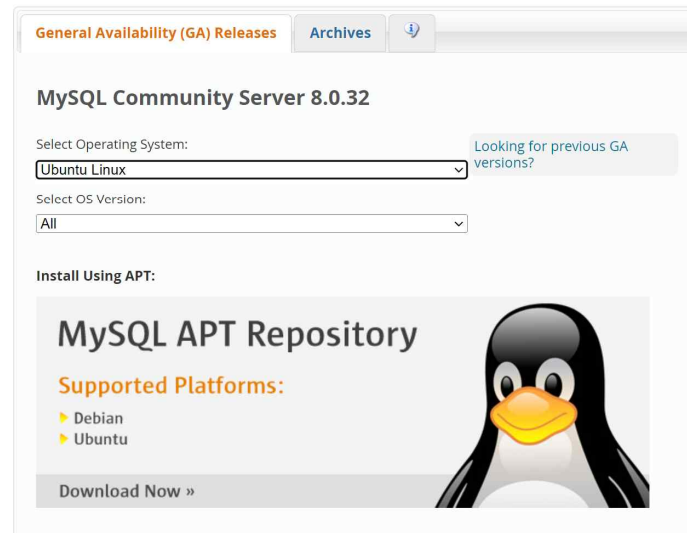 General Availability (GA) Releases
Archives
MySQL Community Server 8.0.32
Select Operating System:
Looking for previous GA
versions?
Ubuntu Linux
Select OS Version:
All
Install Using APT:
MySQL APT Repository
Supported Platforms:
Debian
Ubuntu
Download Now »